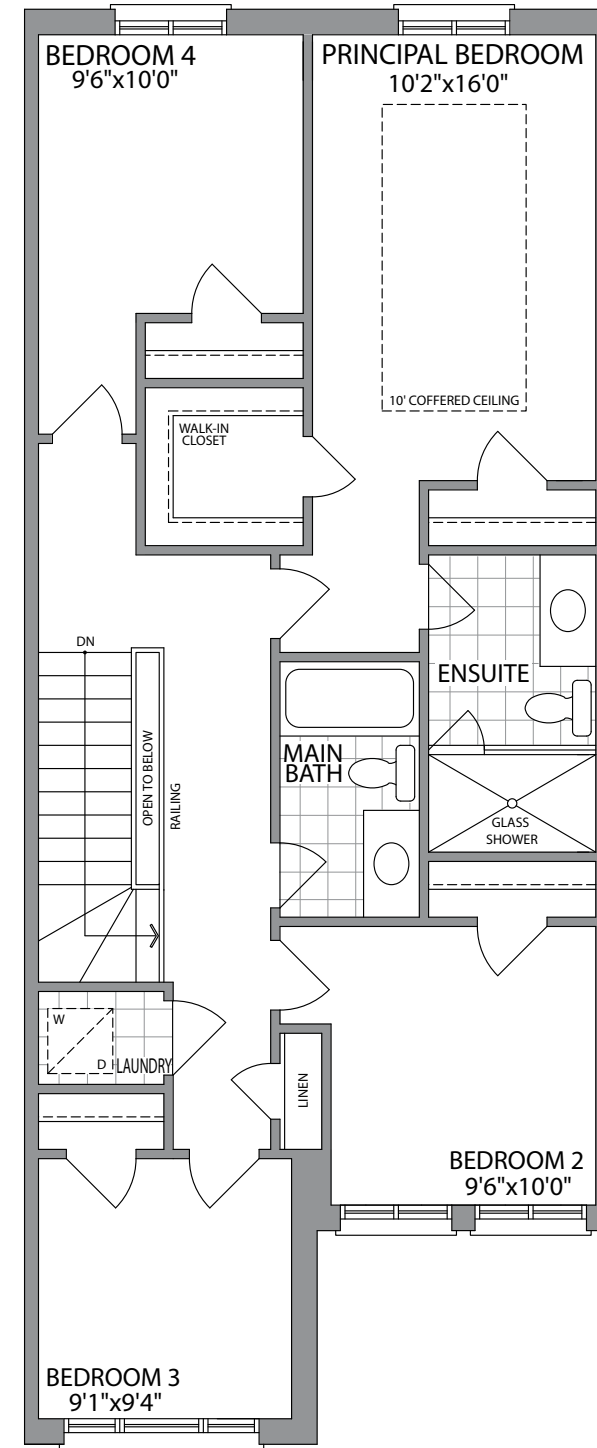 BEDROOM 4
9'6"x10'0"
PRINCIPAL BEDROOM
10'2"x16'0"
10' COFFERED CEILING
WALK-IN
CLOSET
DN
OPEN TO BELOW
RAILING
ENSUITE
MAIN
BATH
GLASS
SHOWER
W
D
LAUNDRY
LINEN
BEDROOM 2
9'6"x10'0"
BEDROOM 3
9'1"x9'4"